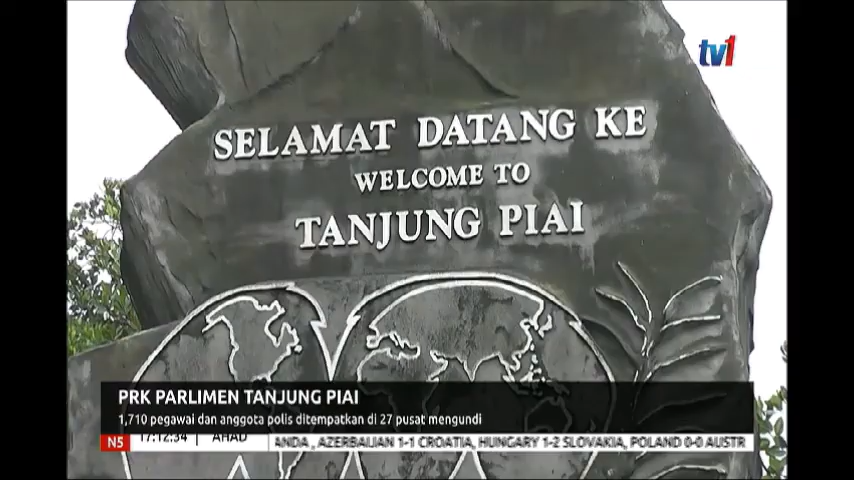 tv1
SELAMAT DATANG KE
WELCOME TO
TANJUNG PIAI
PRK PARLIMEN TANJUNG PIAI
1,710 pegawai dan anggota polis ditempatkan di 27 pusat mengundi
N5 17:12:34 | AHAD ANDA, AZERBAIJAN 1-1 CROATIA, HUNGARY 1-2 SLOVAKIA, POLAND 0-0 AUSTR